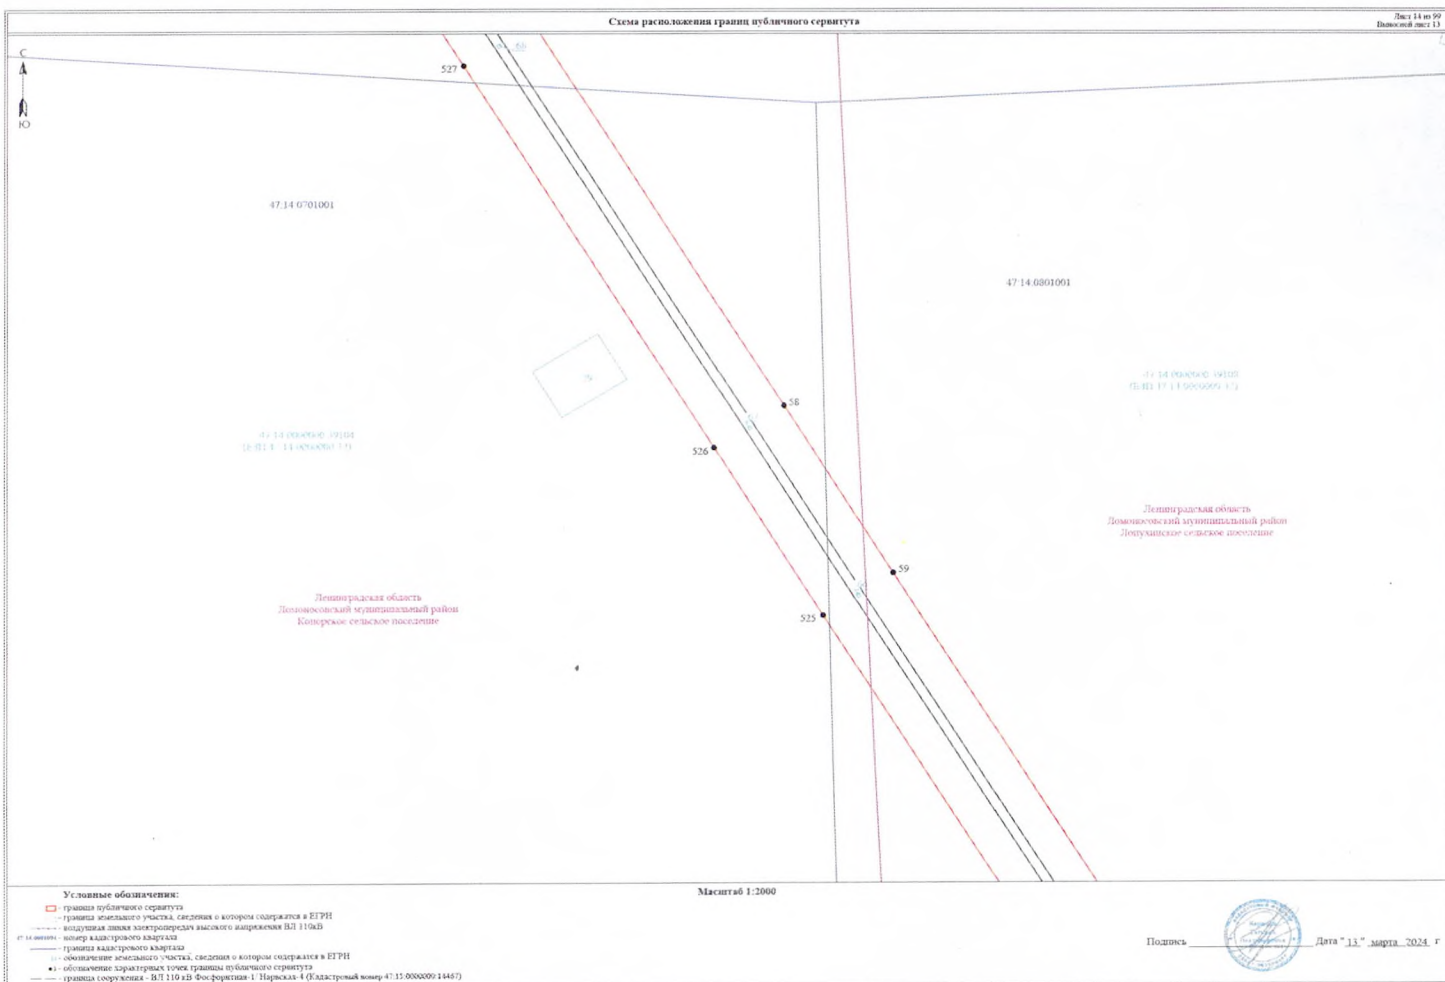 Схема расположения границ публичного сервитута
Лист 14 из 99
Выносной лист 13
С
Ю
527
47:14:0701001
47:14:0801001
58
526
59
525
Ленинградская область
Ломоносовский муниципальный район
Лопухинское сельское поселение
Ленинградская область
Ломоносовский муниципальный район
Копорское сельское поселение
Масштаб 1:2000
Условные обозначения:
- граница публичного сервитута
- граница земельного участка, сведения о котором содержатся в ЕГРН
- воздушная линия электропередач высокого напряжения ВЛ 110кВ
- номер кадастрового квартала
- граница кадастрового квартала
- обозначение земельного участка, сведения о котором содержатся в ЕГРН
- обозначение характерных точек границы публичного сервитута
- граница сооружения - ВЛ 110 кВ Фосфоритная-1/ Нарвская-4 (Кадастровый номер 47:15:0000000:14467)
Подпись
Дата "13" марта 2024 г